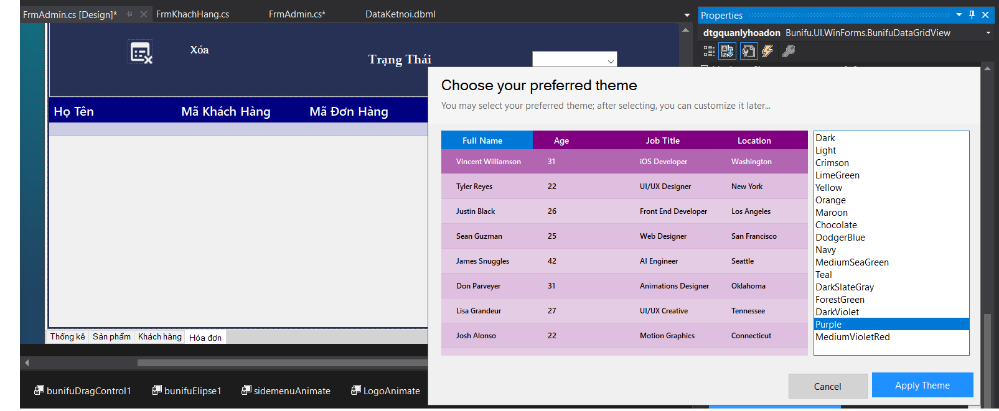 FrmAdmin.cs [Design]* FrmKhachHang.cs FrmAdmin.cs* DataKetnoi.dbml
Properties
dtgquanlyhoadon Bunifu.UI.WinForms.BunifuDataGridView
Xóa
Trạng Thái
Họ Tên Mã Khách Hàng Mã Đơn Hàng
Thống kê Sản phẩm Khách hàng Hóa đơn
bunifuDragControl1 bunifuElipse1 sidemenuAnimate LogoAnimate
Choose your preferred theme
You may select your preferred theme; after selecting, you can customize it later...
Full Name Age Job Title Location
Vincent Williamson 31 iOS Developer Washington
Tyler Reyes 22 UI/UX Designer New York
Justin Black 26 Front End Developer Los Angeles
Sean Guzman 25 Web Designer San Francisco
James Snuggles 42 AI Engineer Seattle
Don Parveyer 31 Animations Designer Oklahoma
Lisa Grandeur 27 UI/UX Creative Tennessee
Josh Alonso 22 Motion Graphics Connecticut
Dark
Light
Crimson
LimeGreen
Yellow
Orange
Maroon
Chocolate
DodgerBlue
Navy
MediumSeaGreen
Teal
DarkSlateGray
ForestGreen
DarkViolet
Purple
MediumVioletRed
Cancel Apply Theme